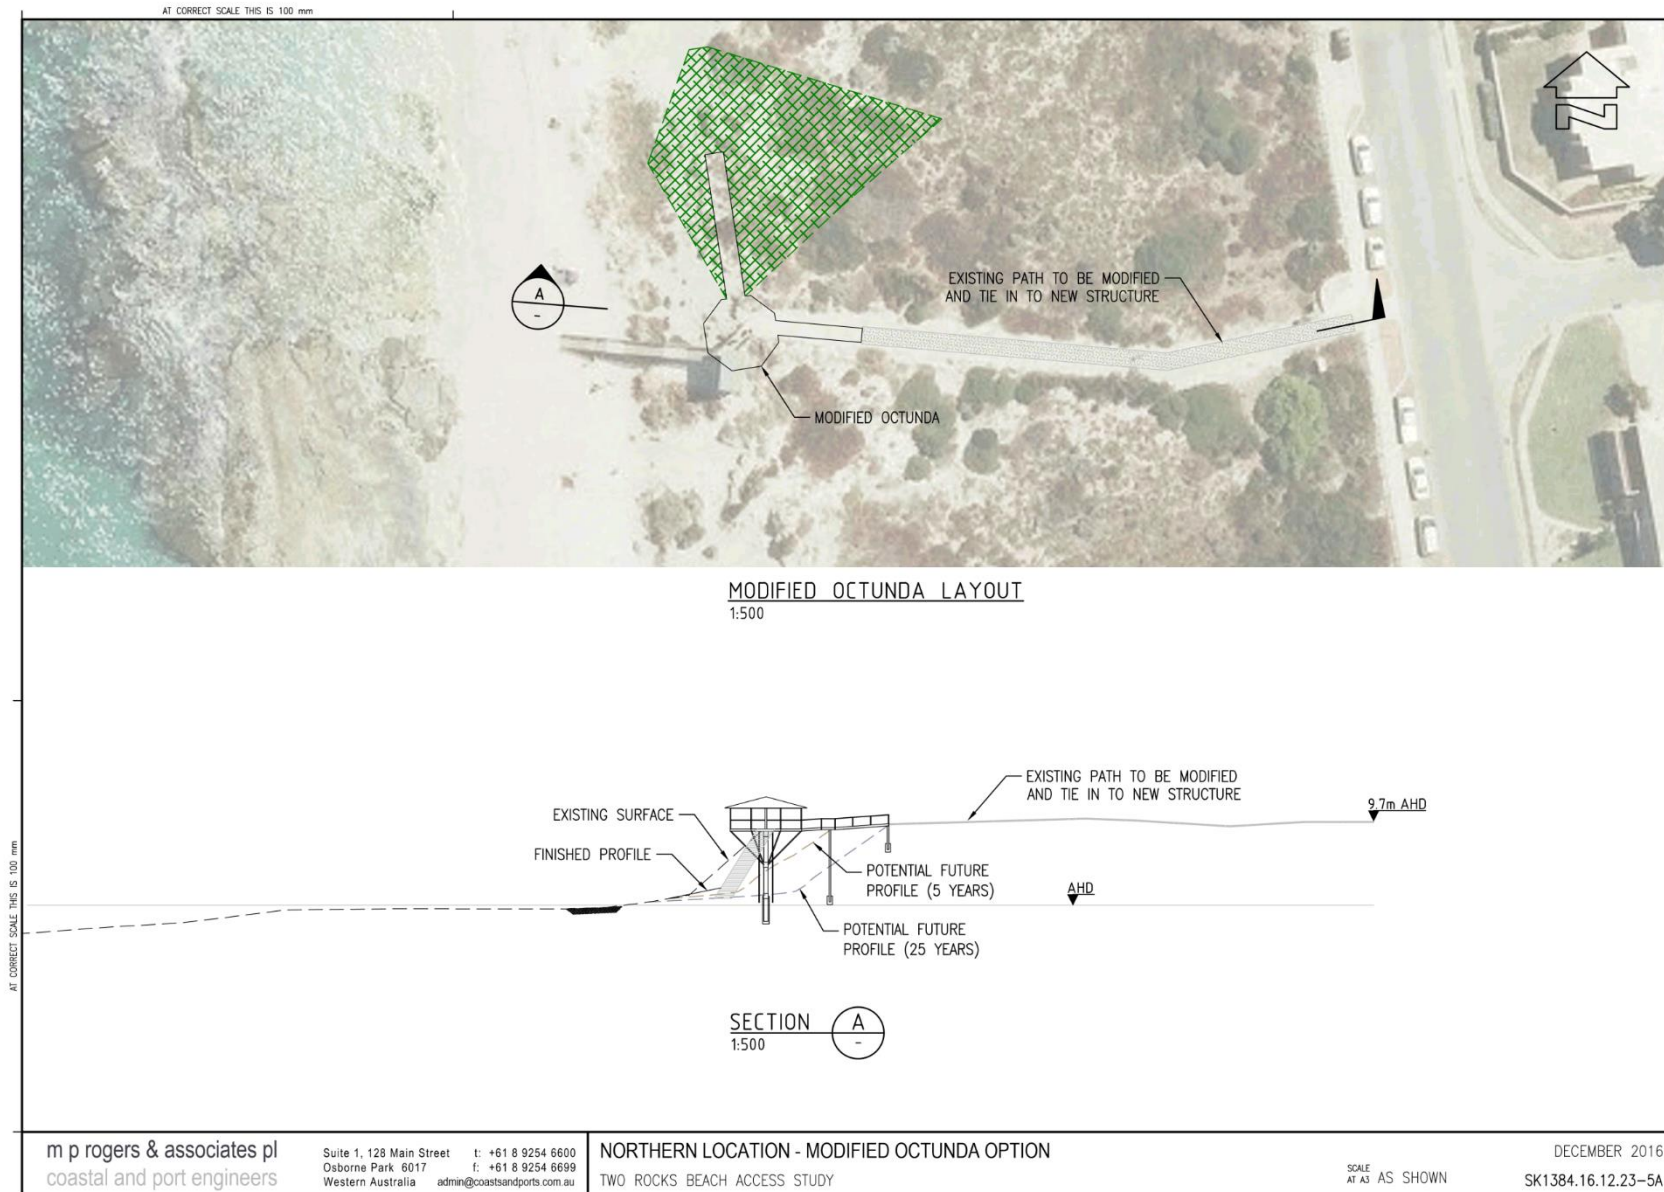 AT CORRECT SCALE THIS IS 100 mm
N
A
-
EXISTING PATH TO BE MODIFIED
AND TIE IN TO NEW STRUCTURE
MODIFIED OCTUNDA
MODIFIED OCTUNDA LAYOUT
1:500
EXISTING PATH TO BE MODIFIED
AND TIE IN TO NEW STRUCTURE
9.7m AHD
EXISTING SURFACE
FINISHED PROFILE
POTENTIAL FUTURE
PROFILE (5 YEARS)
AHD
POTENTIAL FUTURE
PROFILE (25 YEARS)
AT CORRECT SCALE THIS IS 100 mm
SECTION
1:500
A
-
m p rogers & associates pl
coastal and port engineers
Suite 1, 128 Main Street t: +61 8 9254 6600
Osborne Park 6017 f: +61 8 9254 6699
Western Australia admin@coastsandports.com.au
NORTHERN LOCATION - MODIFIED OCTUNDA OPTION
TWO ROCKS BEACH ACCESS STUDY
DECEMBER 2016
SCALE
AT A3 AS SHOWN
SK1384.16.12.23-5A